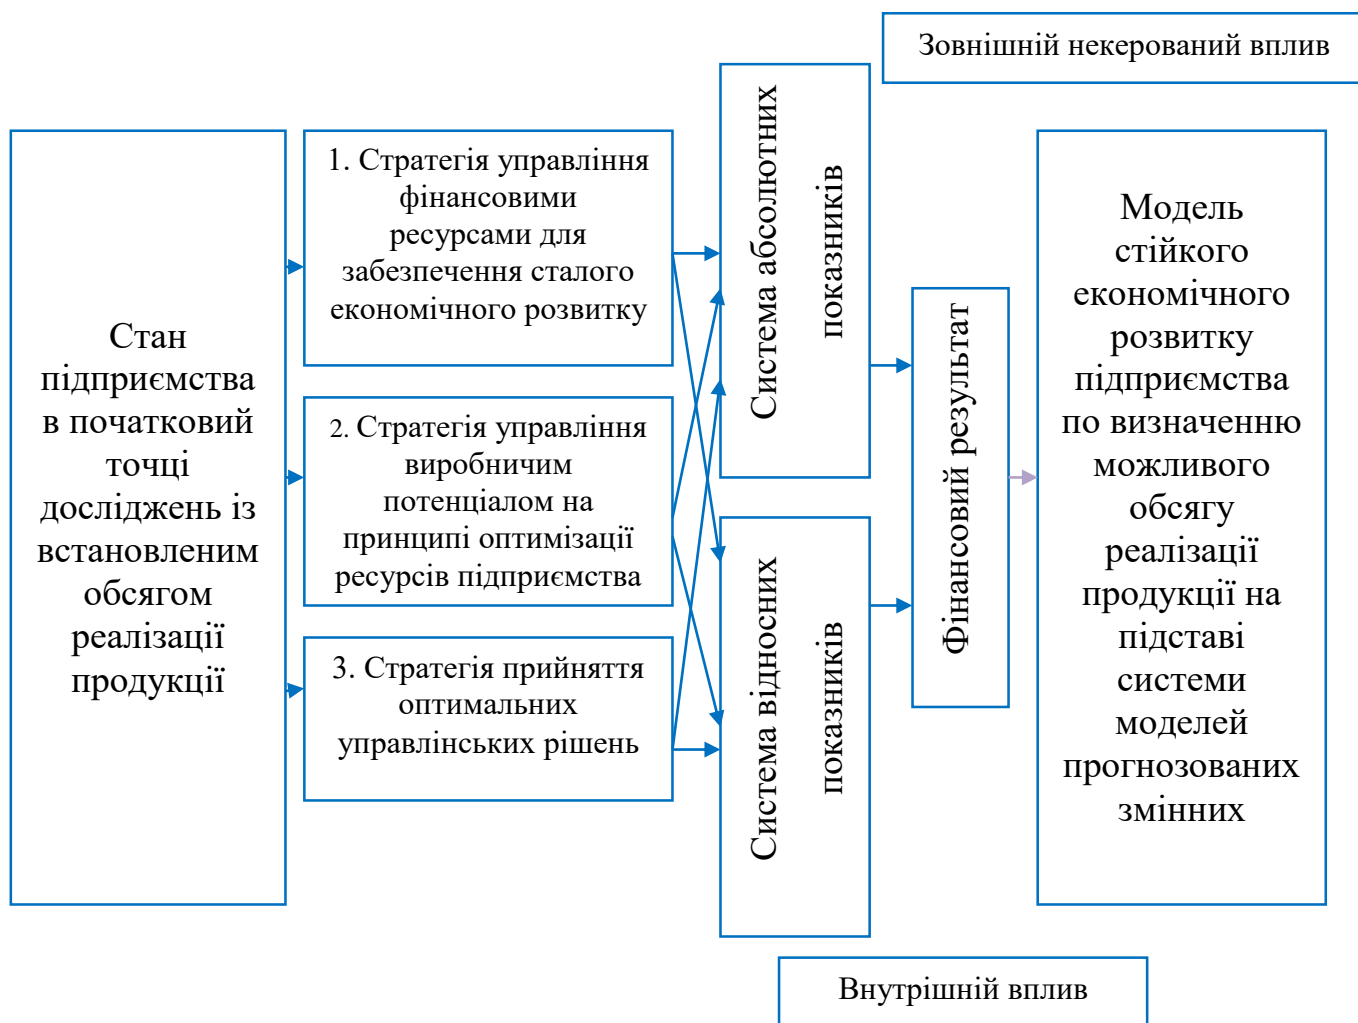 Зовнішній некерований вплив
Стан
підприємства
в початковий
точці
досліджень із
встановленим
обсягом
реалізації
продукції
1. Стратегія управління
фінансовими
ресурсами для
забезпечення сталого
економічного розвитку
2. Стратегія управління
виробничим
потенціалом на
принципі оптимізації
ресурсів підприємства
3. Стратегія прийняття
оптимальних
управлінських рішень
Система абсолютних
показників
Система відносних
показників
Фінансовий результат
Модель
стійкого
економічного
розвитку
підприємства
по визначенню
можливого
обсягу
реалізації
продукції на
підставі
системи
моделей
прогнозованих
змінних
Внутрішній вплив